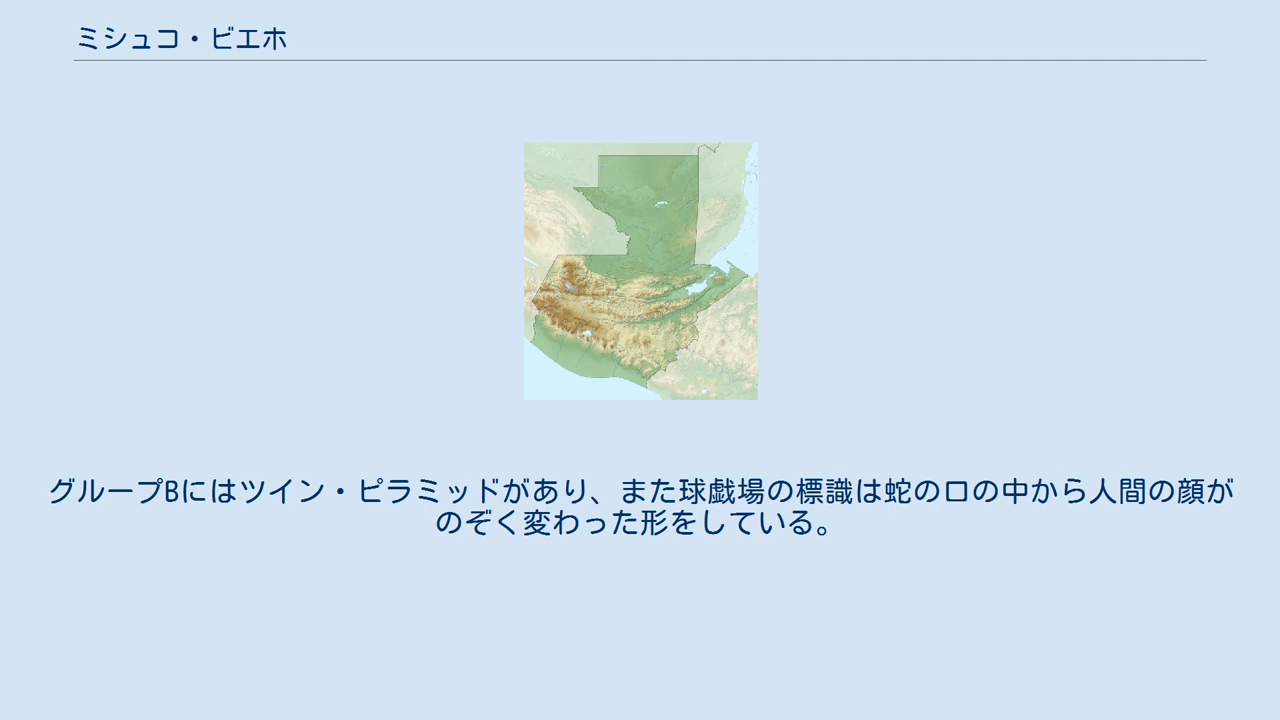 ミシュコ・ビエホ
グループBにはツイン・ピラミッドがあり、また球戯場の標識は蛇の口の中から人間の顔が
のぞく変わった形をしている。